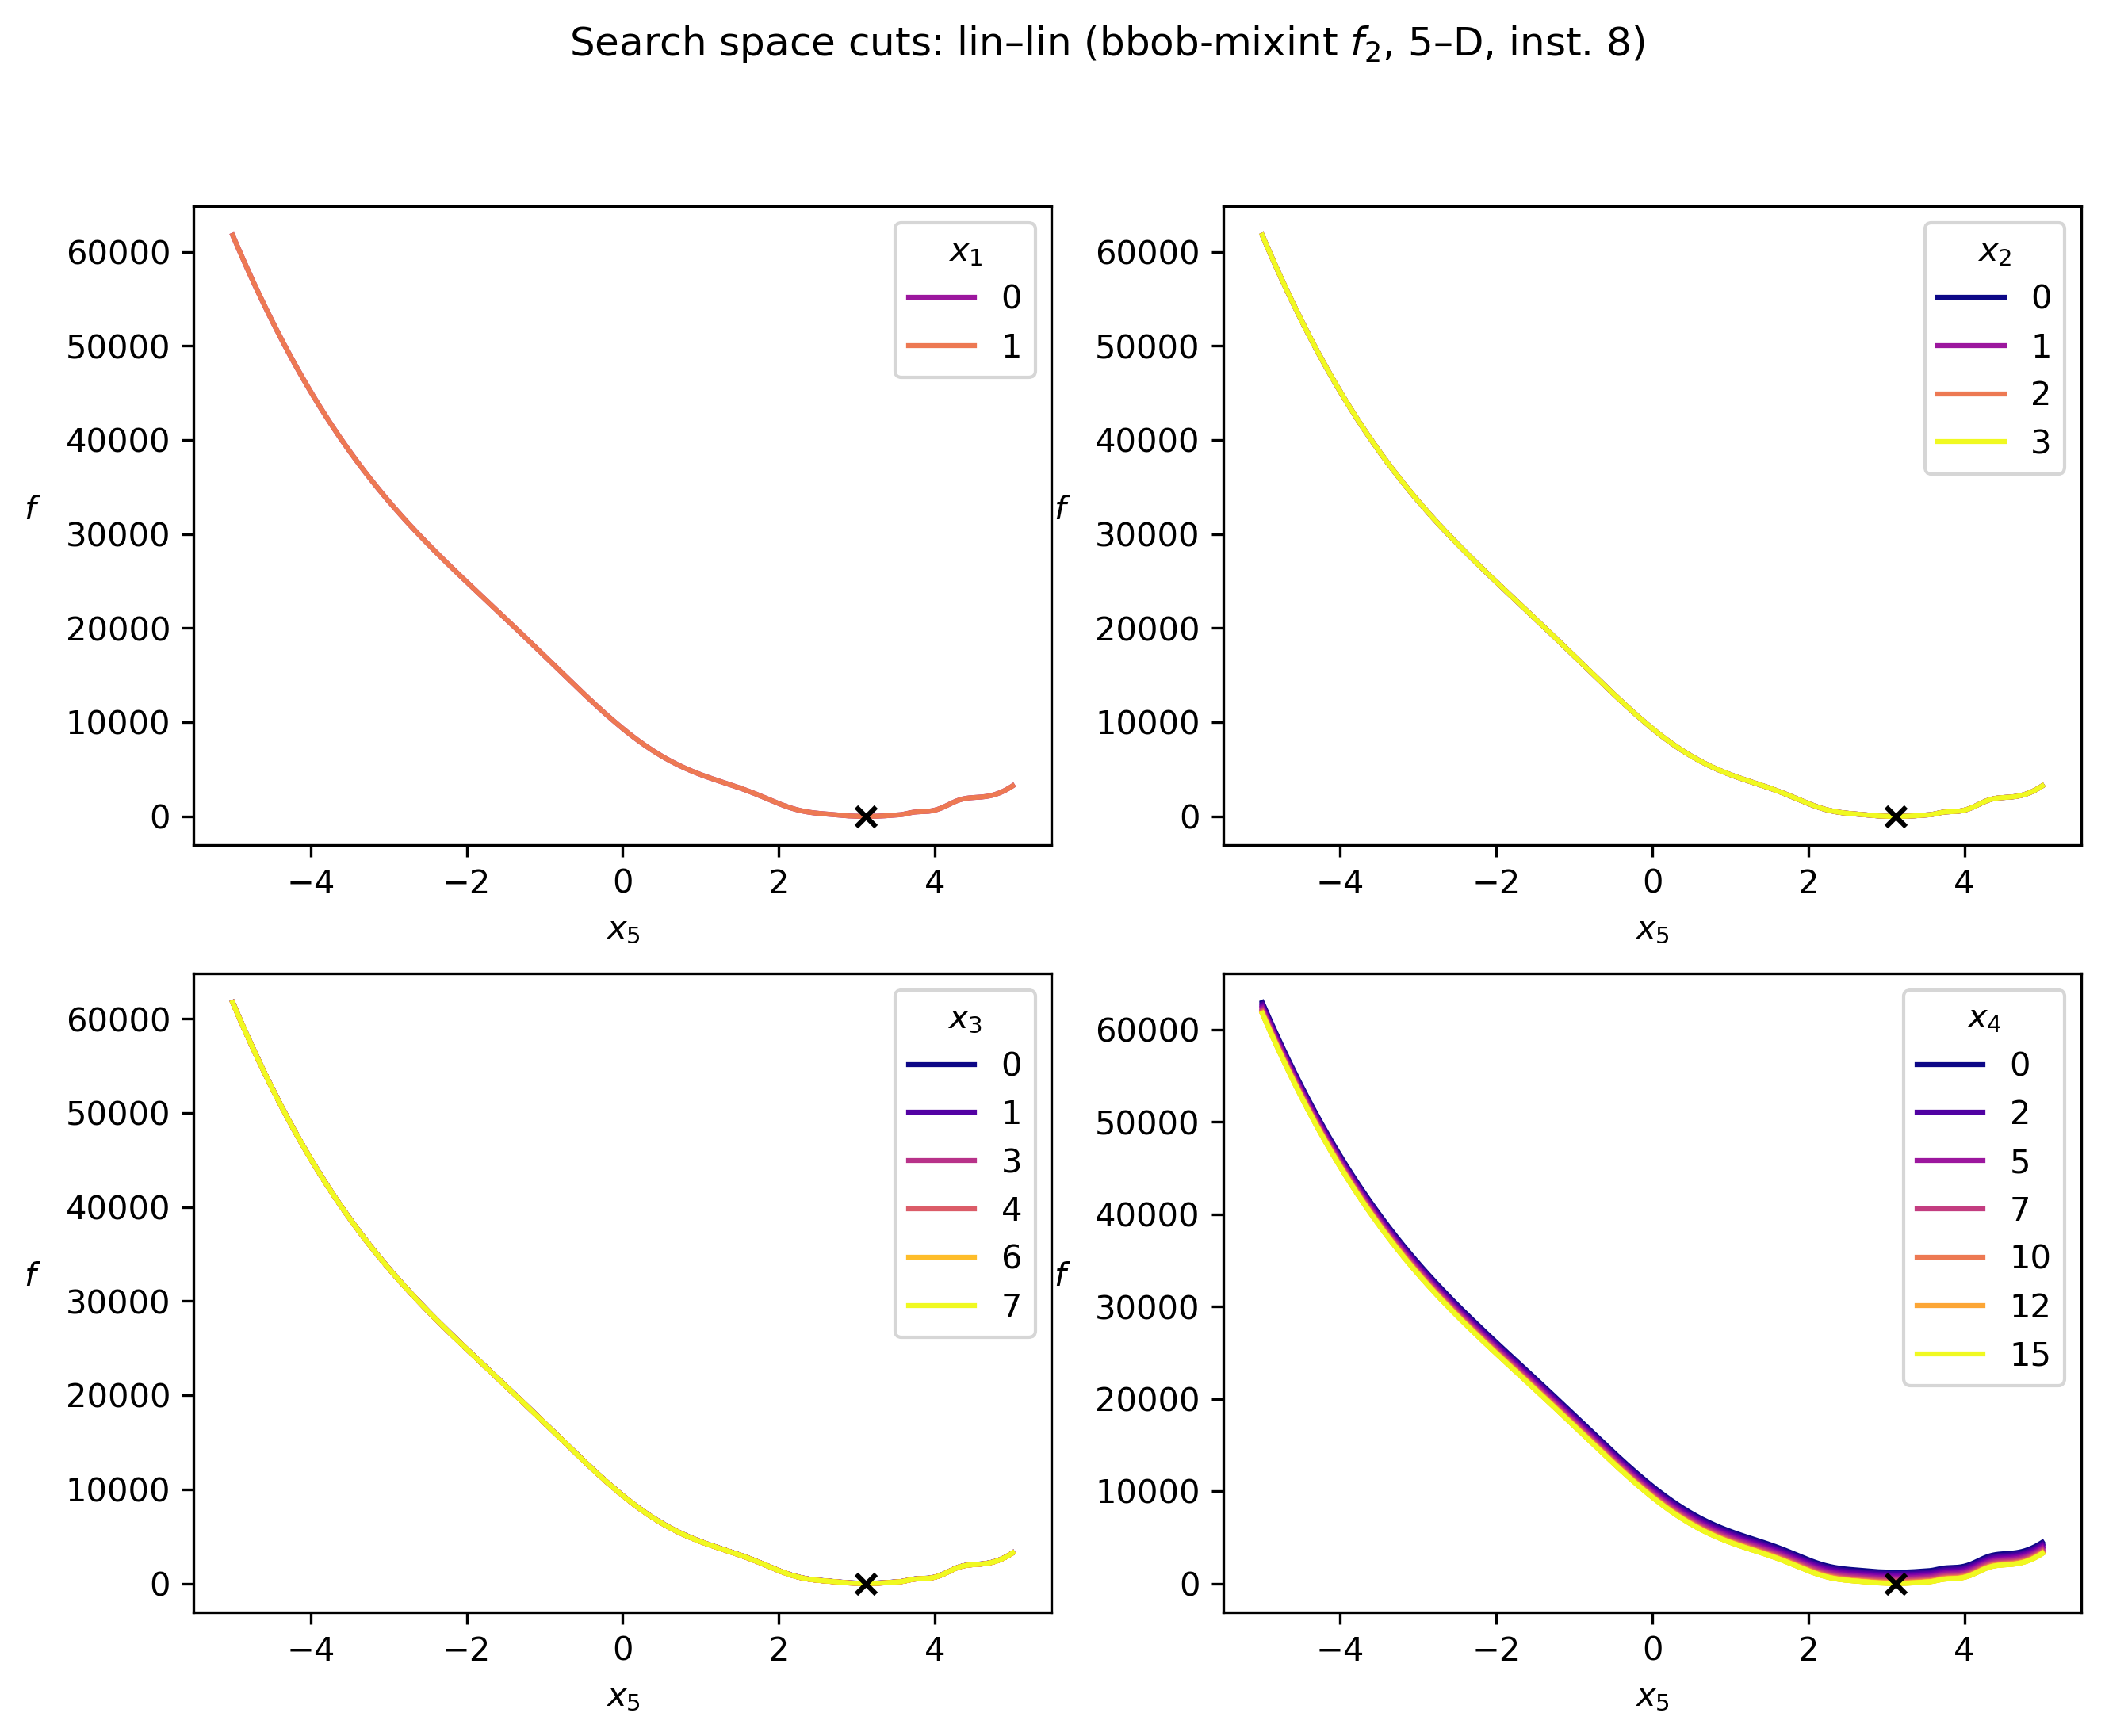 Search space cuts: lin–lin (bbob-mixint f₂, 5–D, inst. 8)
60000
50000
40000
30000
20000
10000
0
f
−4 −2 0 2 4
x₅
x₁
0
1
60000
50000
40000
30000
20000
10000
0
f
−4 −2 0 2 4
x₅
x₂
0
1
2
3
60000
50000
40000
30000
20000
10000
0
f
−4 −2 0 2 4
x₅
x₃
0
1
3
4
6
7
60000
50000
40000
30000
20000
10000
0
f
−4 −2 0 2 4
x₅
x₄
0
2
5
7
10
12
15